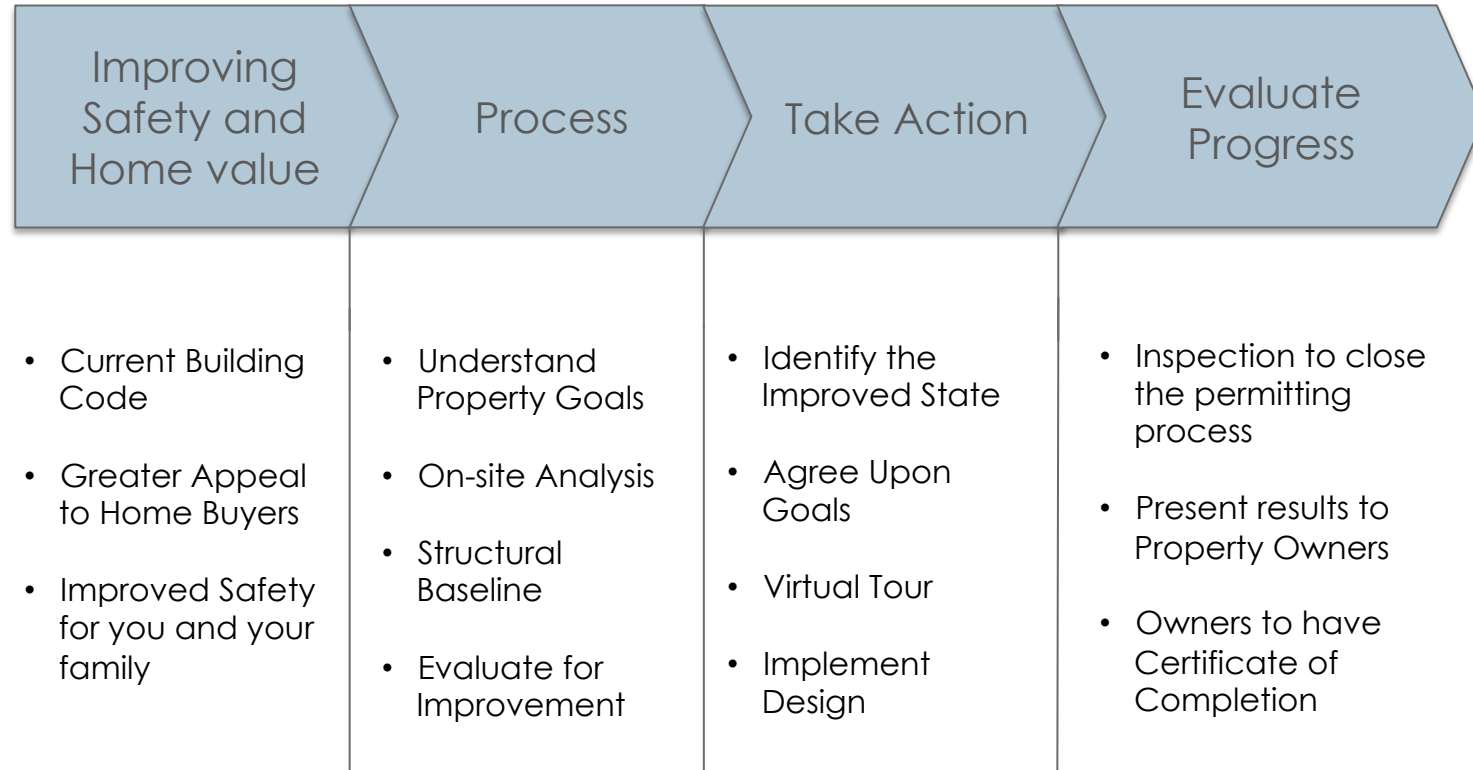 Improving
Safety and
Home value
Process
Take Action
Evaluate
Progress
• Current Building
Code
• Greater Appeal
to Home Buyers
• Improved Safety
for you and your
family
• Understand
Property Goals
• On-site Analysis
• Structural
Baseline
• Evaluate for
Improvement
• Identify the
Improved State
• Agree Upon
Goals
• Virtual Tour
• Implement
Design
• Inspection to close
the permitting
process
• Present results to
Property Owners
• Owners to have
Certificate of
Completion